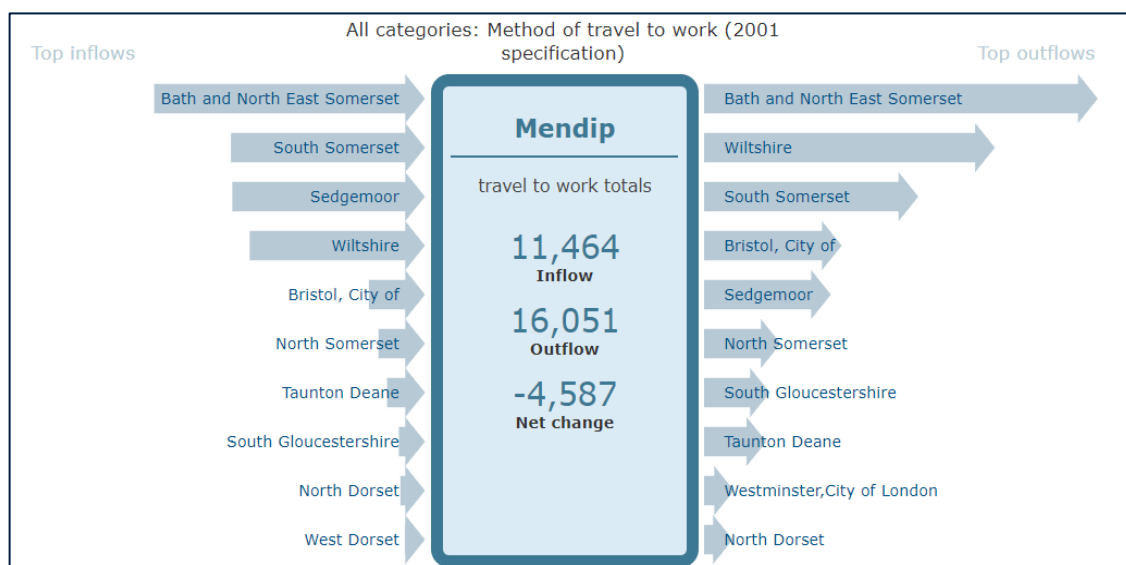 All categories: Method of travel to work (2001
specification)
Top inflows
Top outflows
Bath and North East Somerset
South Somerset
Sedgemoor
Wiltshire
Bristol, City of
North Somerset
Taunton Deane
South Gloucestershire
North Dorset
West Dorset
Mendip
travel to work totals
11,464
Inflow
16,051
Outflow
-4,587
Net change
Bath and North East Somerset
Wiltshire
South Somerset
Bristol, City of
Sedgemoor
North Somerset
South Gloucestershire
Taunton Deane
Westminster,City of London
North Dorset